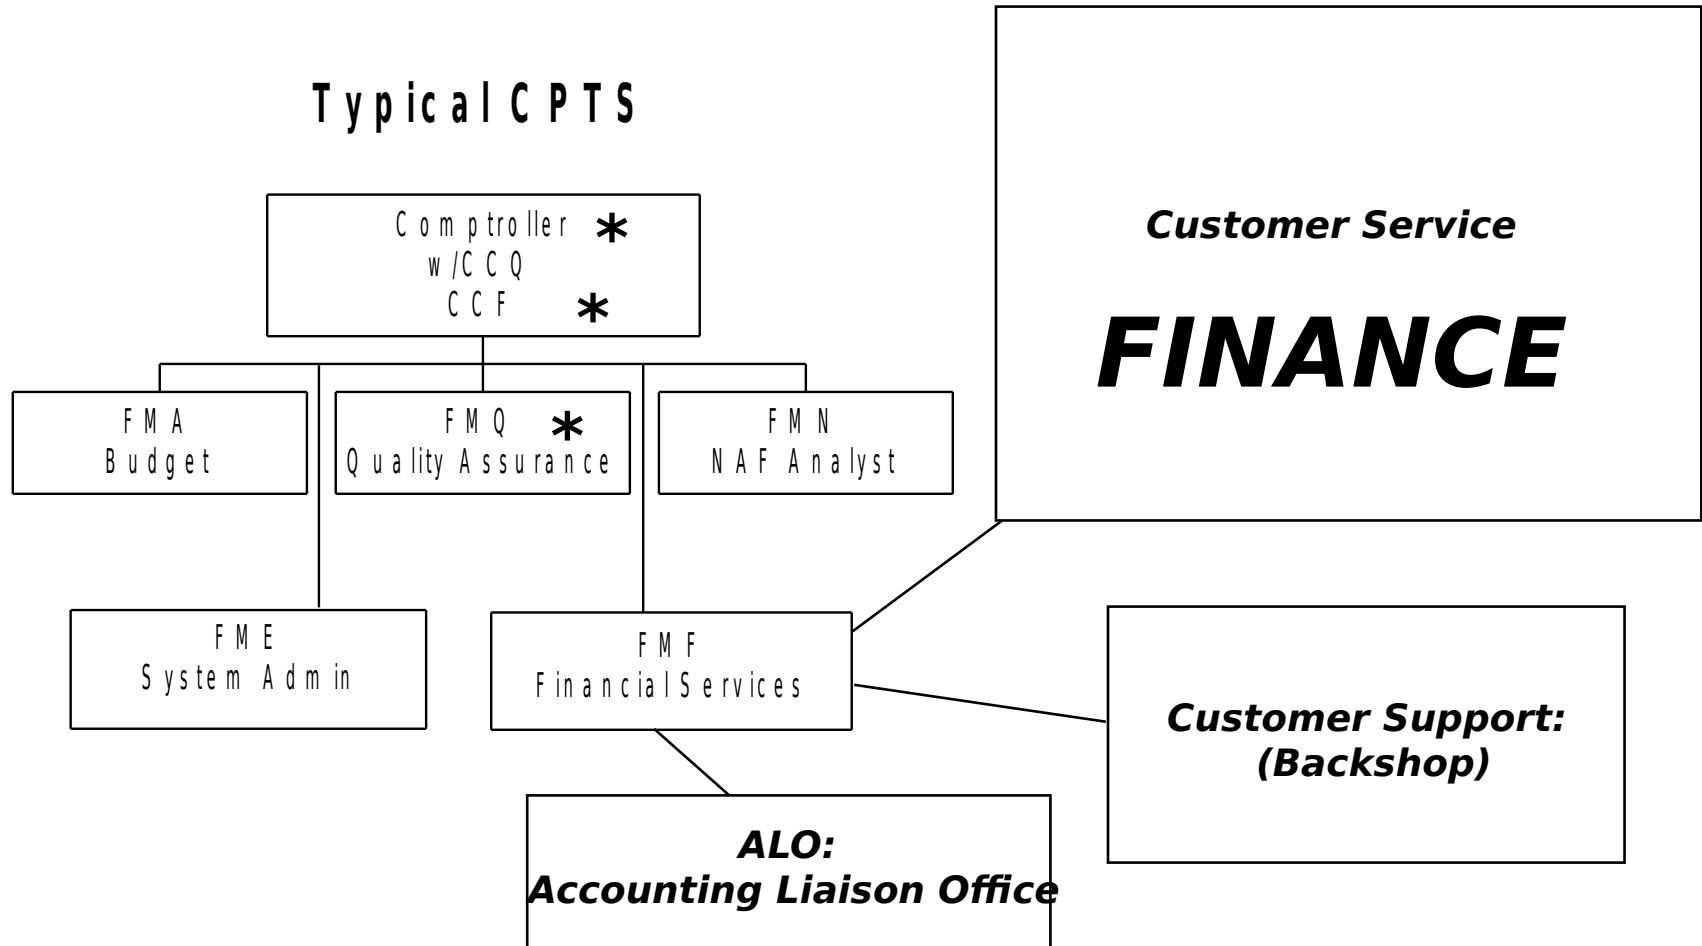 Typical CPTS
Comptroller *
w/CCQ
CCF *
FMA
Budget
FMQ *
Quality Assurance
FMN
NAF Analyst
FME
System Admin
FMF
Financial Services
Customer Service
FINANCE
Customer Support:
(Backshop)
ALO:
Accounting Liaison Office